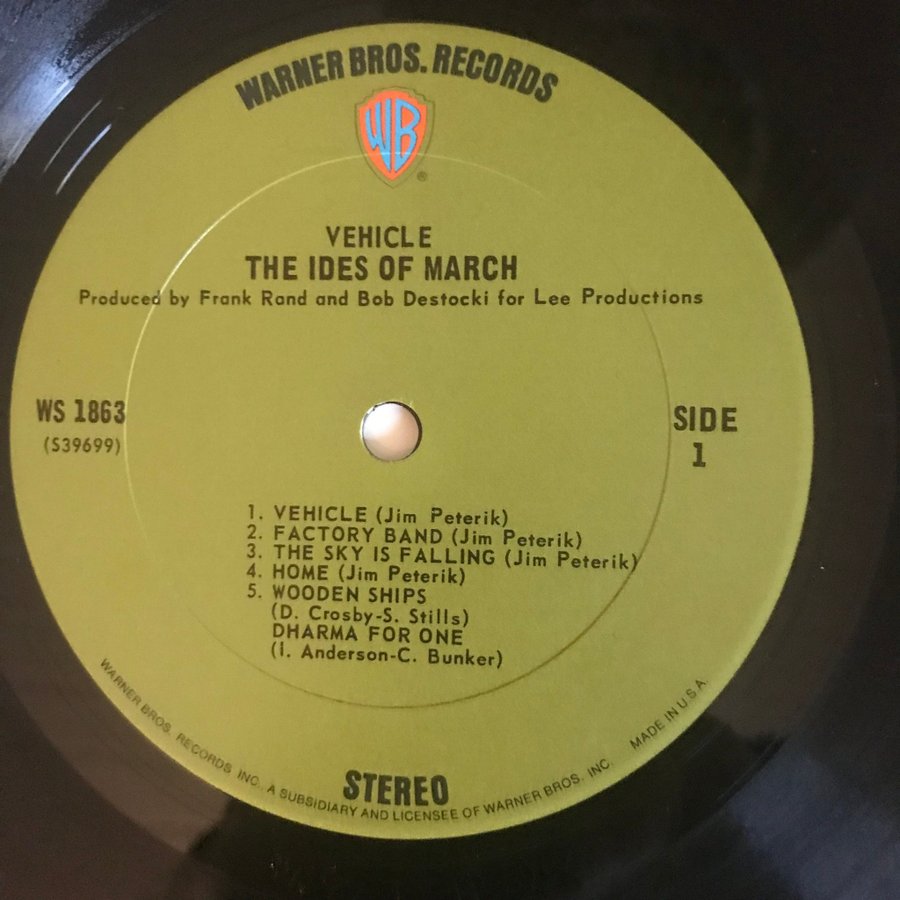 WARNER BROS. RECORDS
WB
®
VEHICLE
THE IDES OF MARCH
Produced by Frank Rand and Bob Destocki for Lee Productions
WS 1863
(S39699)
SIDE
1
1. VEHICLE (Jim Peterik)
2. FACTORY BAND (Jim Peterik)
3. THE SKY IS FALLING (Jim Peterik)
4. HOME (Jim Peterik)
5. WOODEN SHIPS
(D. Crosby-S. Stills)
DHARMA FOR ONE
(I. Anderson-C. Bunker)
STEREO
WARNER BROS. RECORDS INC. A SUBSIDIARY AND LICENSEE OF WARNER BROS. INC. MADE IN U.S.A.